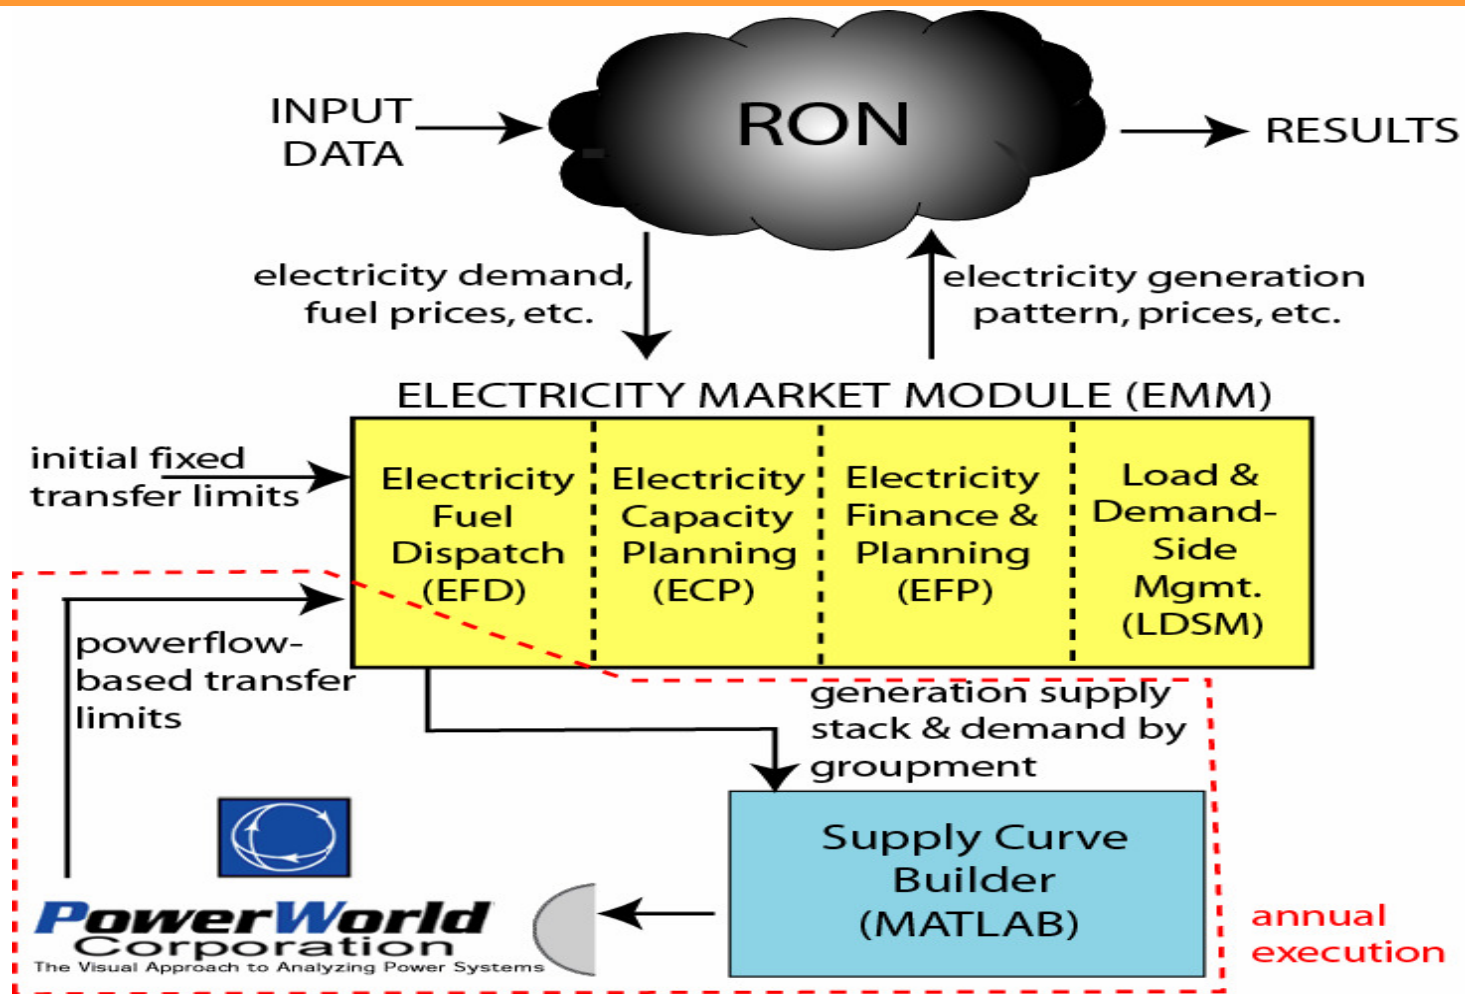 INPUT
DATA
RON
RESULTS
electricity demand,
fuel prices, etc.
electricity generation
pattern, prices, etc.
ELECTRICITY MARKET MODULE (EMM)
initial fixed
transfer limits
Electricity
Fuel
Dispatch
(EFD)
Electricity
Capacity
Planning
(ECP)
Electricity
Finance &
Planning
(EFP)
Load &
Demand-
Side
Mgmt.
(LDSM)
powerflow-
based transfer
limits
generation supply
stack & demand by
groupment
Supply Curve
Builder
(MATLAB)
PowerWorld
Corporation
The Visual Approach to Analyzing Power Systems
annual
execution